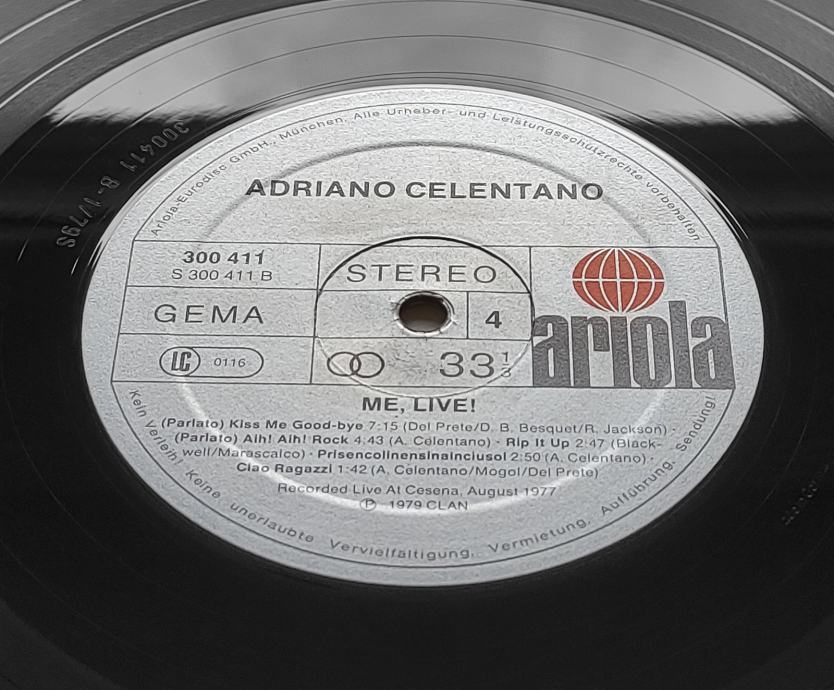 Ariola-Eurodisc GmbH., München. Alle Urheber- und Leistungsschutzrechte vorbehalten
300411 B-1/79S
ADRIANO CELENTANO
300 411
S 300 411 B
STEREO
GEMA
4
LC 0116
33 1/3
ariola
ME, LIVE!
(Parlato) Kiss Me Good-bye 7:15 (Del Prete/D. B. Besquet/R. Jackson) ·
(Parlato) Aih! Aih! Rock 4:43 (A. Celentano) · Rip It Up 2:47 (Black-
well/Marascalco) · Prisencolinensinainciusol 2:50 (A. Celentano) ·
Ciao Ragazzi 1:42 (A. Celentano/Mogol/Del Prete)
Recorded Live At Cesena, August 1977
Ⓟ 1979 CLAN
Kein Verleih! Keine unerlaubte Vervielfältigung, Vermietung, Aufführung, Sendung!